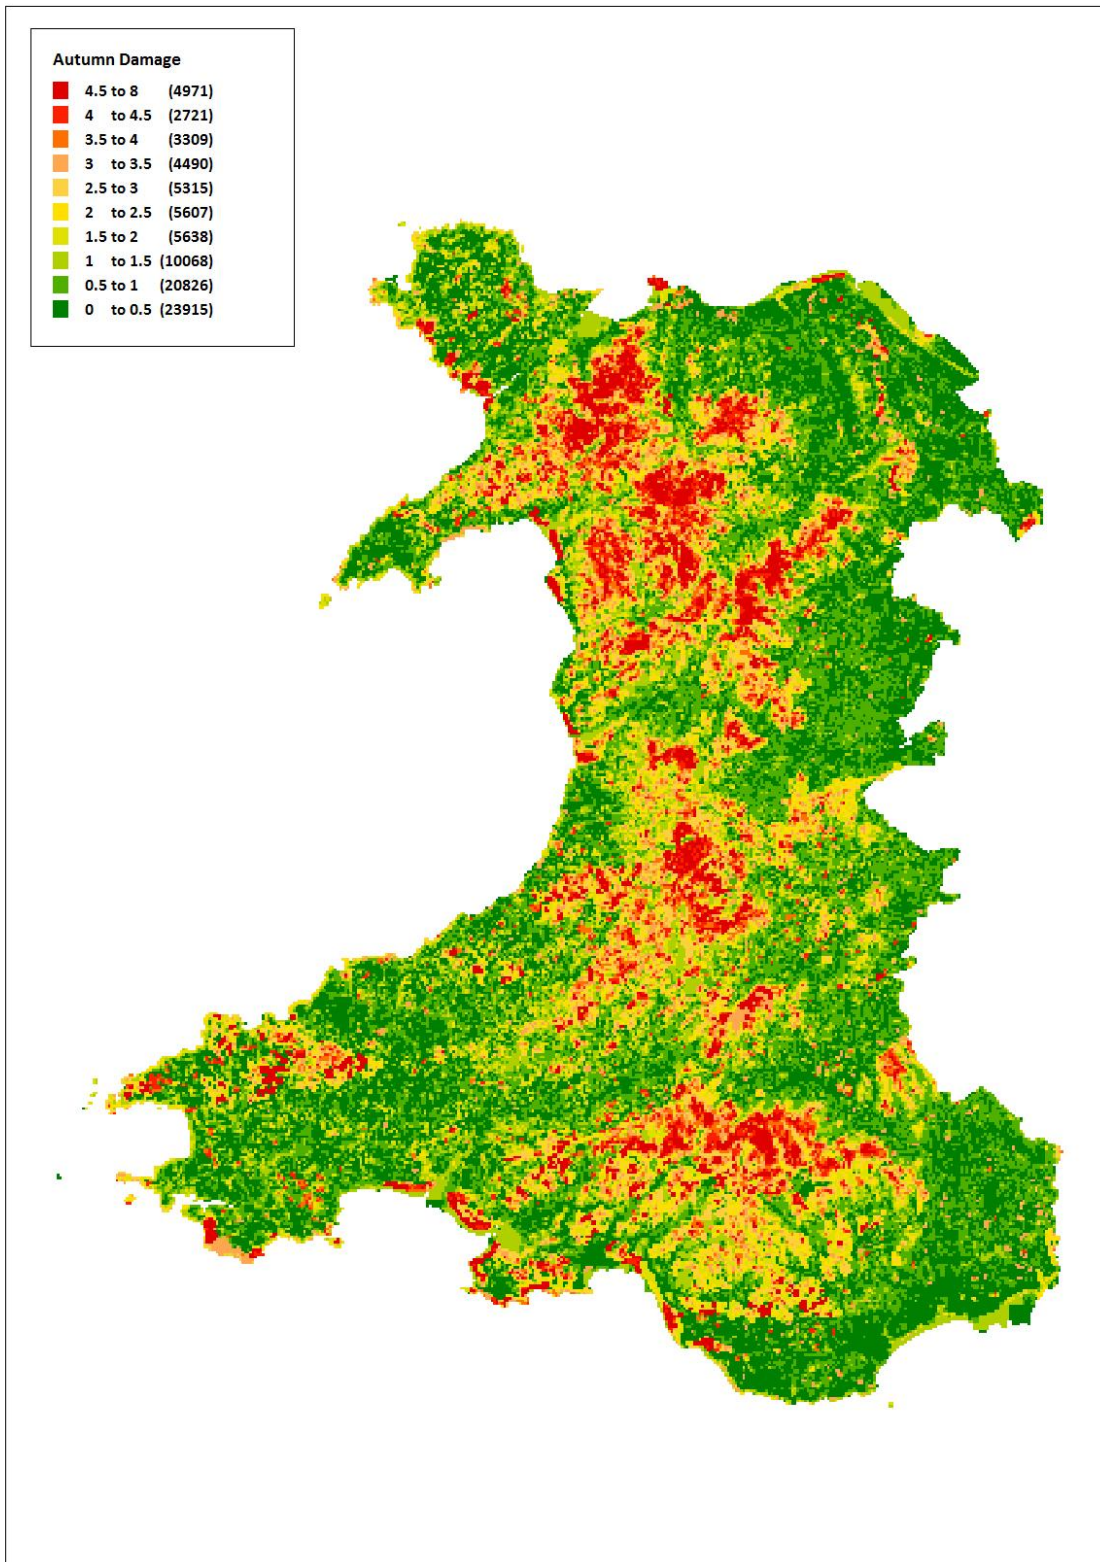 Autumn Damage
4.5 to 8 (4971)
4 to 4.5 (2721)
3.5 to 4 (3309)
3 to 3.5 (4490)
2.5 to 3 (5315)
2 to 2.5 (5607)
1.5 to 2 (5638)
1 to 1.5 (10068)
0.5 to 1 (20826)
0 to 0.5 (23915)